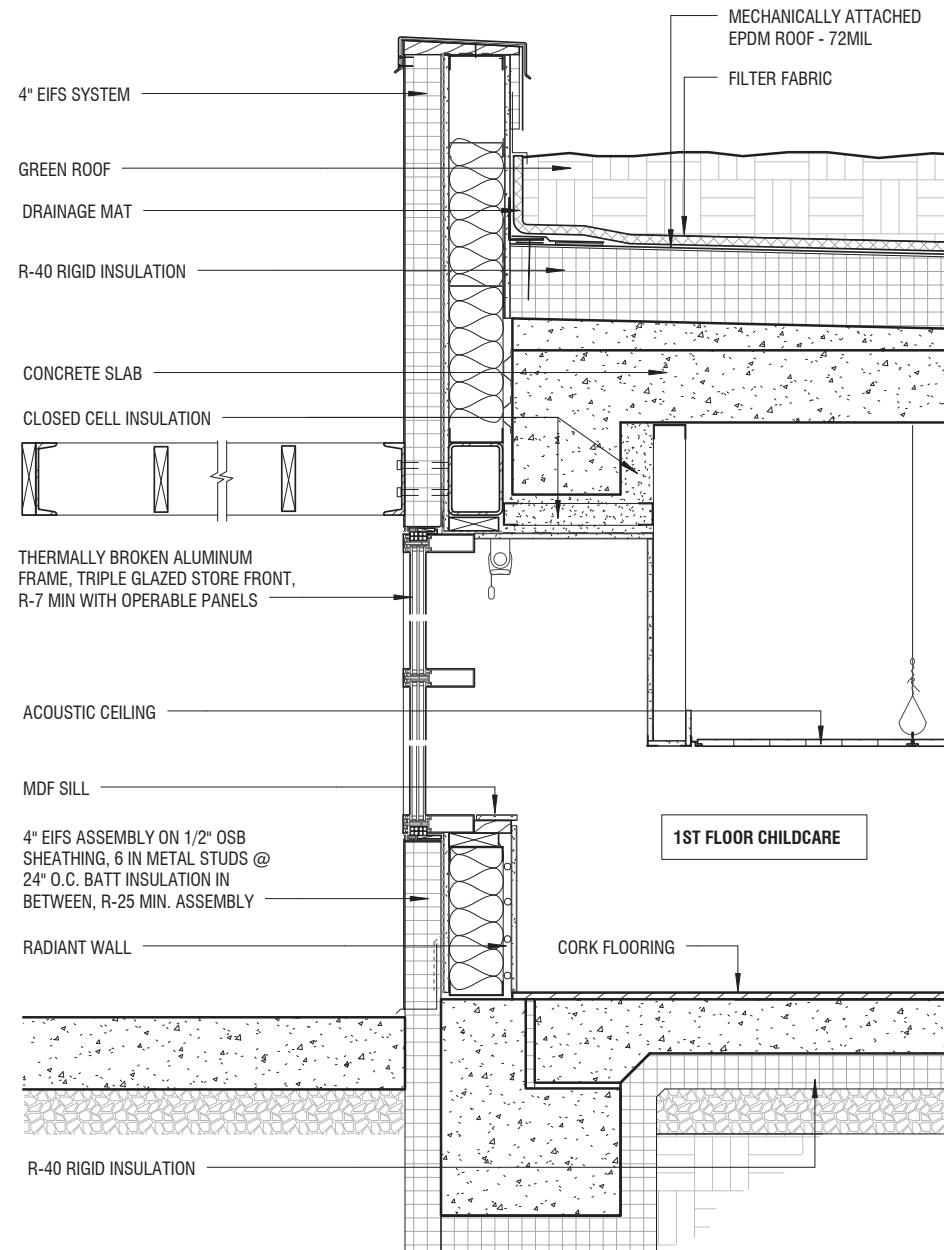 MECHANICALLY ATTACHED
EPDM ROOF - 72MIL
FILTER FABRIC
4" EIFS SYSTEM
GREEN ROOF
DRAINAGE MAT
R-40 RIGID INSULATION
CONCRETE SLAB
CLOSED CELL INSULATION
THERMALLY BROKEN ALUMINUM
FRAME, TRIPLE GLAZED STORE FRONT,
R-7 MIN WITH OPERABLE PANELS
ACOUSTIC CEILING
MDF SILL
4" EIFS ASSEMBLY ON 1/2" OSB
SHEATHING, 6 IN METAL STUDS @
24" O.C. BATT INSULATION IN
BETWEEN, R-25 MIN. ASSEMBLY
1ST FLOOR CHILDCARE
RADIANT WALL
CORK FLOORING
R-40 RIGID INSULATION